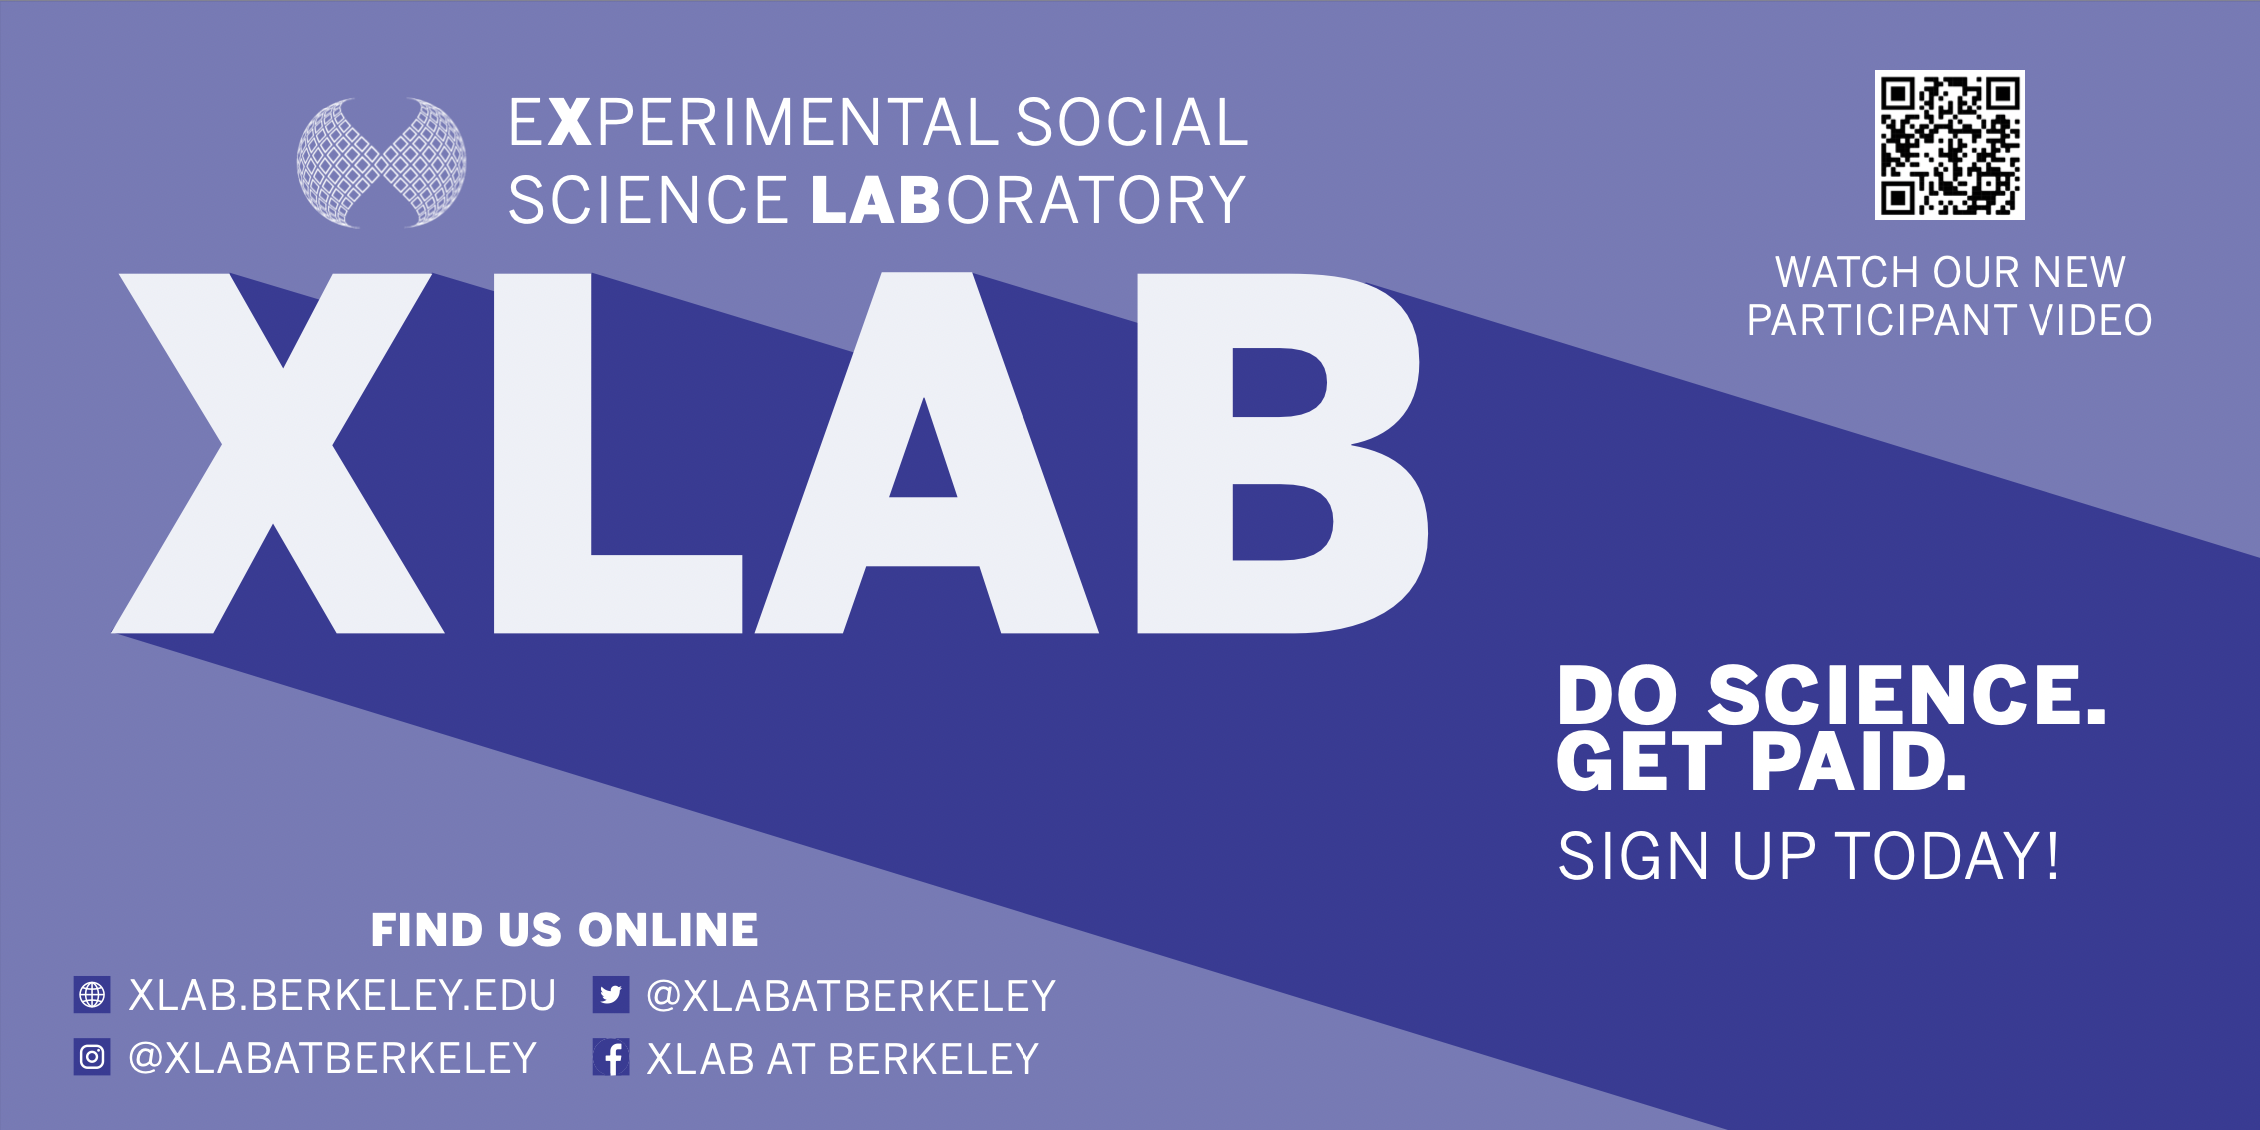 EXPERIMENTAL SOCIAL
SCIENCE LABORATORY
XLAB
WATCH OUR NEW
PARTICIPANT VIDEO
DO SCIENCE.
GET PAID.
SIGN UP TODAY!
FIND US ONLINE
XLAB.BERKELEY.EDU
@XLABATBERKELEY
@XLABATBERKELEY
XLAB AT BERKELEY